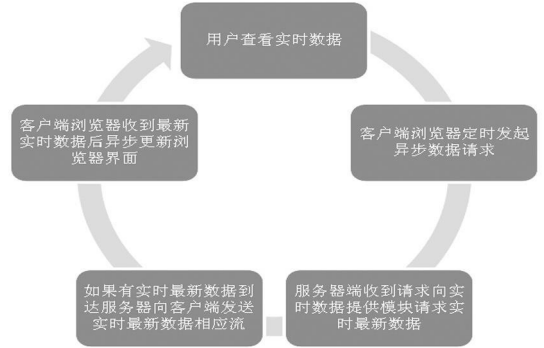 用户查看实时数据
客户端浏览器定时发起
异步数据请求
服务器端收到请求向实
时数据提供模块请求实
时最新数据
如果有实时最新数据到
达服务器向客户端发送
实时最新数据相应流
客户端浏览器收到最新
实时数据后异步更新浏
览器界面